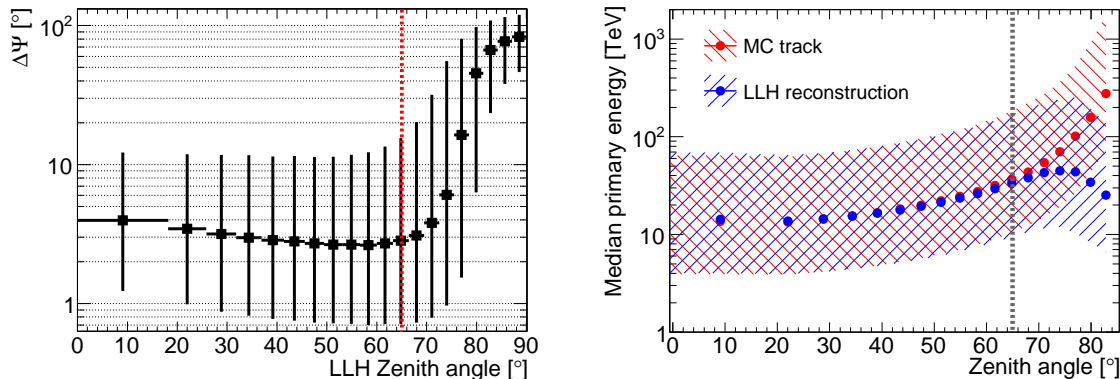 ΔΨ [°]
10²
10
1
0 10 20 30 40 50 60 70 80 90
LLH Zenith angle [°]
Median primary energy [TeV]
10³
10²
10
1
MC track
LLH reconstruction
0 10 20 30 40 50 60 70 80
Zenith angle [°]